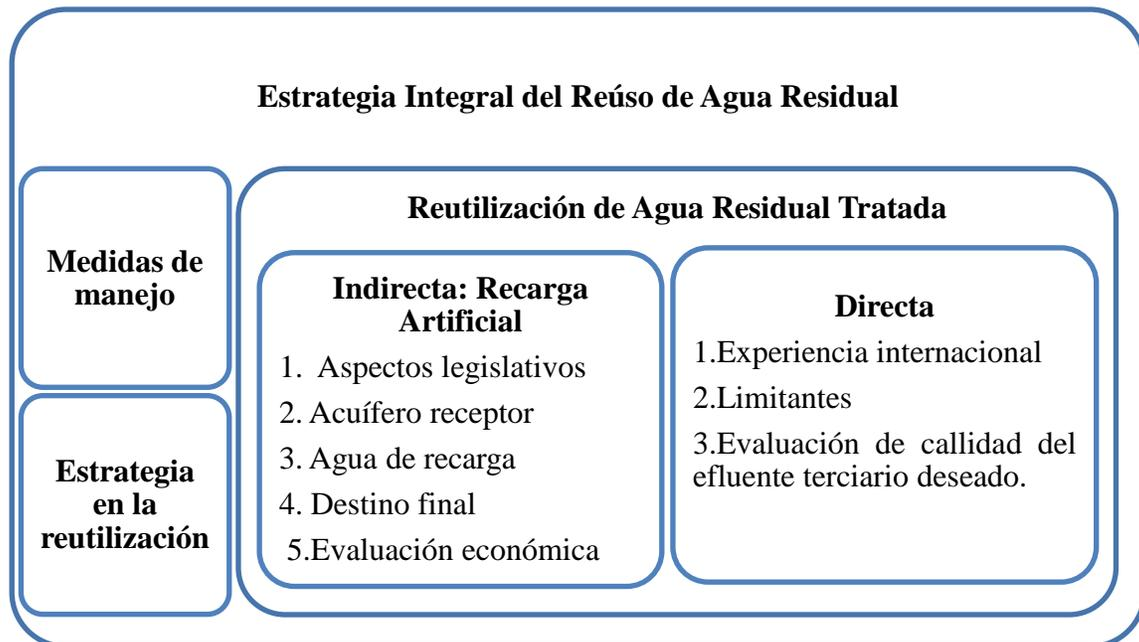 Estrategia Integral del Reúso de Agua Residual
Medidas de
manejo
Estrategia
en la
reutilización
Reutilización de Agua Residual Tratada
Indirecta: Recarga
Artificial
1. Aspectos legislativos
2. Acuífero receptor
3. Agua de recarga
4. Destino final
5.Evaluación económica
Directa
1.Experiencia internacional
2.Limitantes
3.Evaluación de callidad del
efluente terciario deseado.